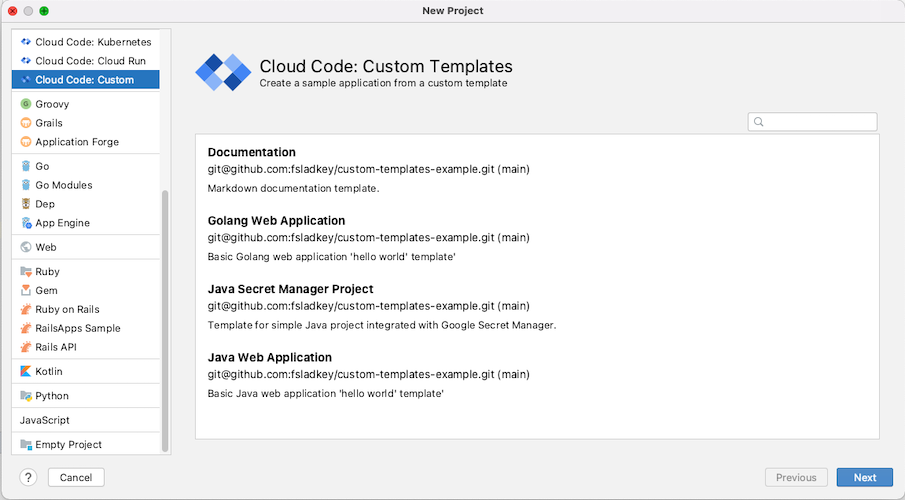 New Project
Cloud Code: Kubernetes
Cloud Code: Cloud Run
Cloud Code: Custom
G Groovy
Grails
Application Forge
Go
Go Modules
Dep
App Engine
Web
Ruby
Gem
Ruby on Rails
RailsApps Sample
Rails API
Kotlin
Python
JavaScript
Empty Project
Cloud Code: Custom Templates
Create a sample application from a custom template
Documentation
git@github.com:fsladkey/custom-templates-example.git (main)
Markdown documentation template.
Golang Web Application
git@github.com:fsladkey/custom-templates-example.git (main)
Basic Golang web application 'hello world' template'
Java Secret Manager Project
git@github.com:fsladkey/custom-templates-example.git (main)
Template for simple Java project integrated with Google Secret Manager.
Java Web Application
git@github.com:fsladkey/custom-templates-example.git (main)
Basic Java web application 'hello world' template'
? Cancel Previous Next